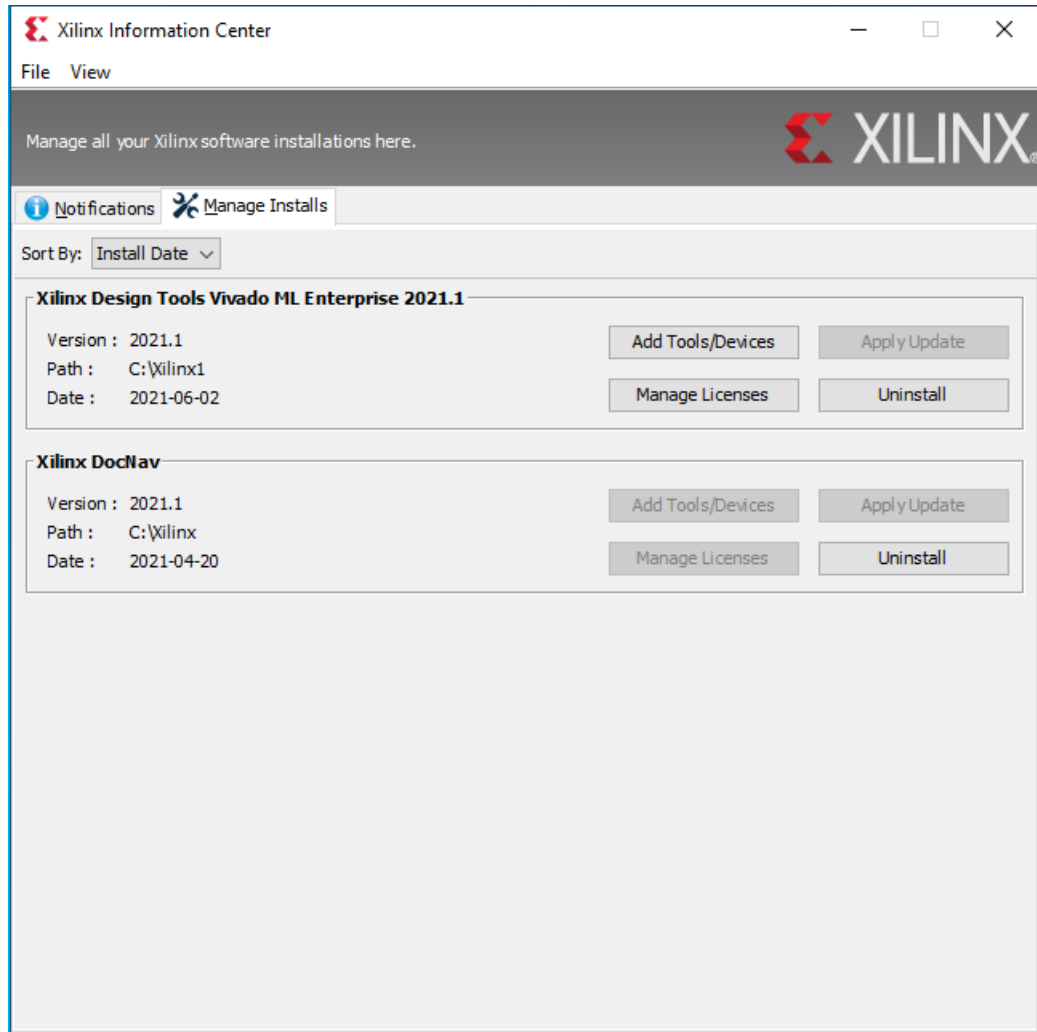 Xilinx Information Center
File View
Manage all your Xilinx software installations here.
XILINX®
Notifications Manage Installs
Sort By: Install Date
Xilinx Design Tools Vivado ML Enterprise 2021.1
Version : 2021.1 Add Tools/Devices Apply Update
Path : C:\Xilinx1
Date : 2021-06-02 Manage Licenses Uninstall
Xilinx DocNav
Version : 2021.1 Add Tools/Devices Apply Update
Path : C:\Xilinx
Date : 2021-04-20 Manage Licenses Uninstall